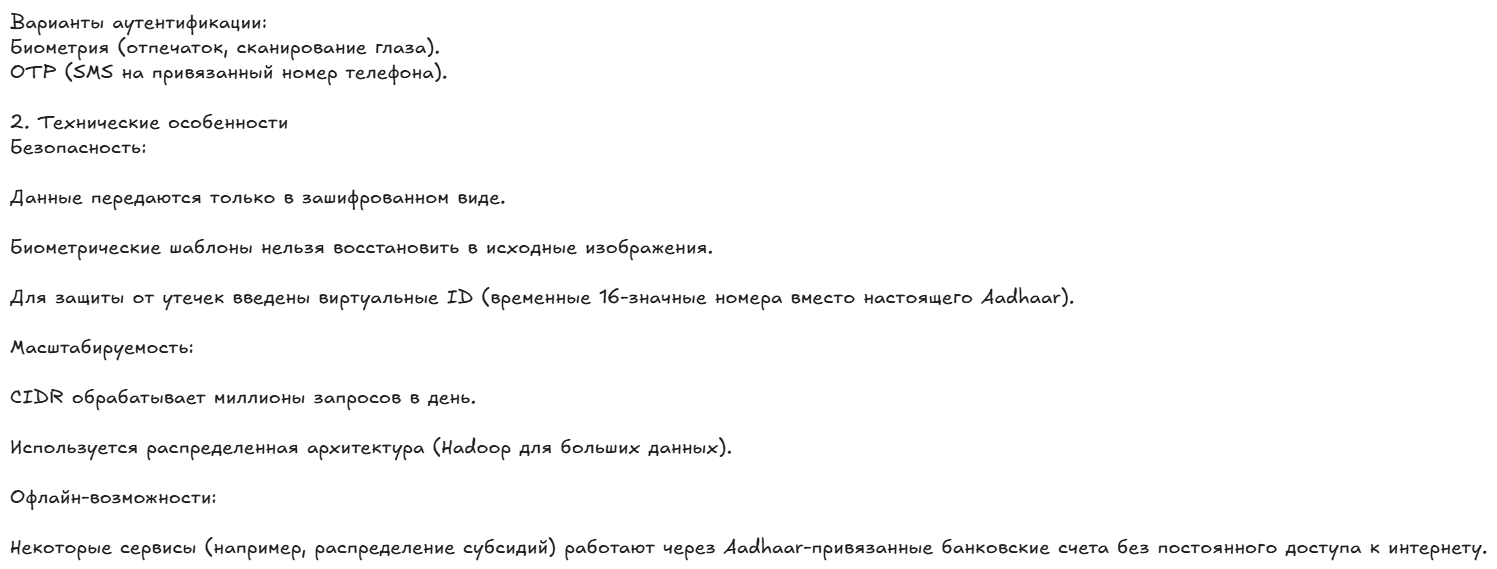 Варианты аутентификации:
Биометрия (отпечаток, сканирование глаза).
OTP (SMS на привязанный номер телефона).
2. Технические особенности
Безопасность:
Данные передаются только в зашифрованном виде.
Биометрические шаблоны нельзя восстановить в исходные изображения.
Для защиты от утечек введены виртуальные ID (временные 16-значные номера вместо настоящего Aadhaar).
Масштабируемость:
CIDR обрабатывает миллионы запросов в день.
Используется распределенная архитектура (Hadoop для больших данных).
Офлайн-возможности:
Некоторые сервисы (например, распределение субсидий) работают через Aadhaar-привязанные банковские счета без постоянного доступа к интернету.